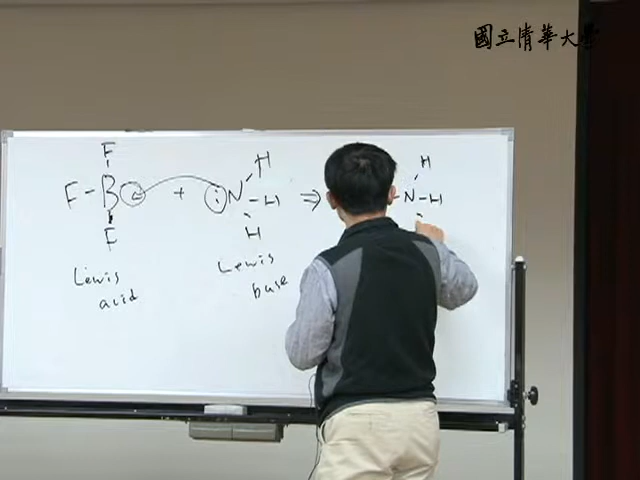 國立清華大學
F
F - B + : N - H ⇒ - N - H
H
H
F
H
Lewis acid
Lewis base